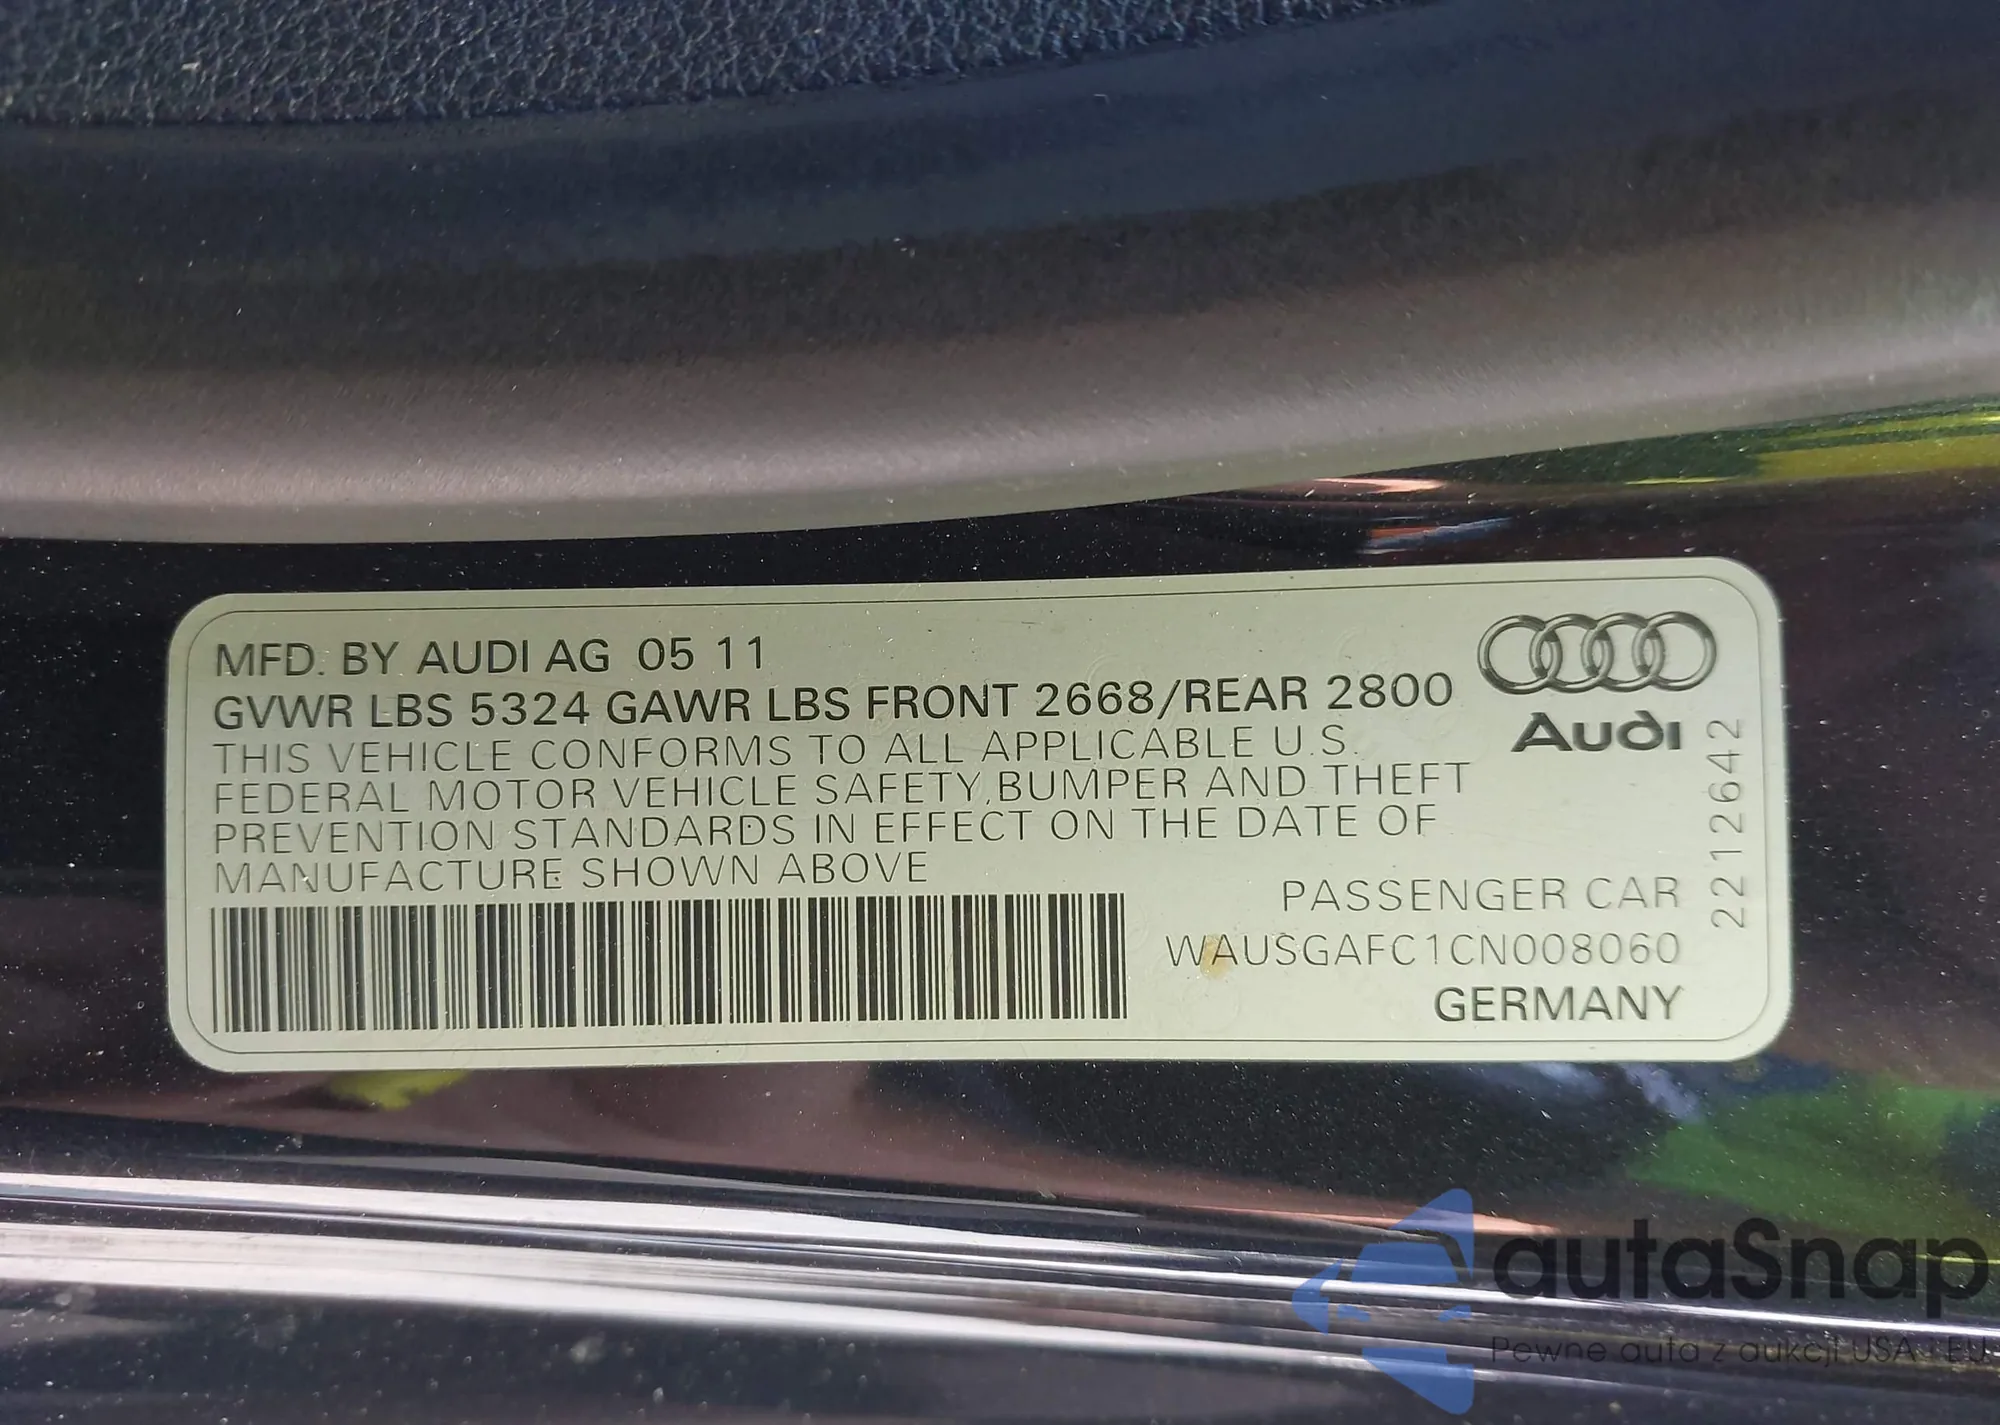 MFD. BY AUDI AG 05 11
GVWR LBS 5324 GAWR LBS FRONT 2668/REAR 2800
THIS VEHICLE CONFORMS TO ALL APPLICABLE U.S.
FEDERAL MOTOR VEHICLE SAFETY, BUMPER AND THEFT
PREVENTION STANDARDS IN EFFECT ON THE DATE OF
MANUFACTURE SHOWN ABOVE
Audi
2212642
PASSENGER CAR
WAUSGAFC1CN008060
GERMANY
autaSnap
Pewne auta z aukcji USA i EU